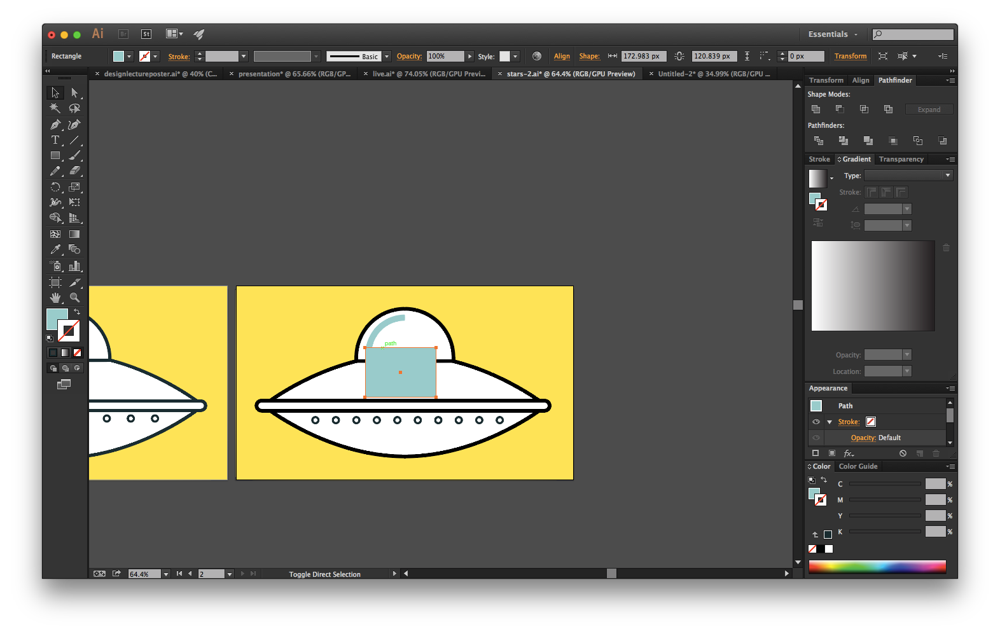 Ai Br St Essentials
Rectangle Stroke: Basic Opacity: 100% Style: Align Shape: 172.983 px 120.839 px 0 px Transform
designlectureposter.ai* @ 40% (C... presentation* @ 65.66% (RGB/GP... live.ai* @ 74.05% (RGB/GPU Previ... stars-2.ai* @ 64.4% (RGB/GPU Preview) Untitled-2* @ 34.99% (RGB/GPU ...
Transform Align Pathfinder
Shape Modes:
Expand
Pathfinders:
Stroke Gradient Transparency
Type:
Stroke:
Opacity:
Location:
path
Appearance
Path
Stroke:
Opacity: Default
fx
Color Color Guide
C %
M %
Y %
K %
64.4% 2 Toggle Direct Selection